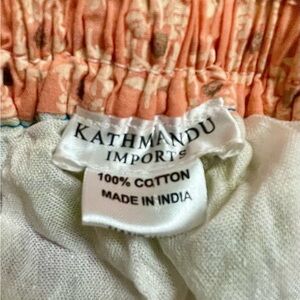 KATHMANDU
IMPORTS
100% COTTON
MADE IN INDIA